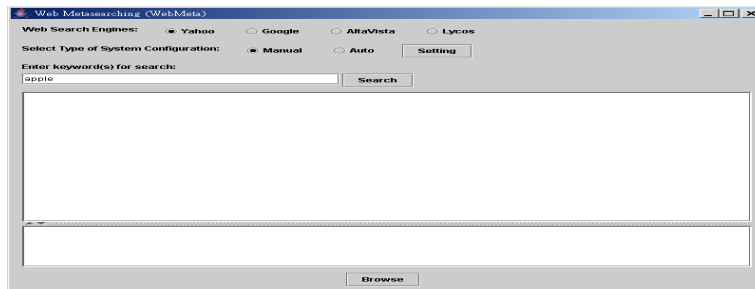 Web Metasearching (WebMeta)
Web Search Engines: Yahoo Google AltaVista Lycos
Select Type of System Configuration: Manual Auto Setting
Enter keyword(s) for search:
apple Search
Browse